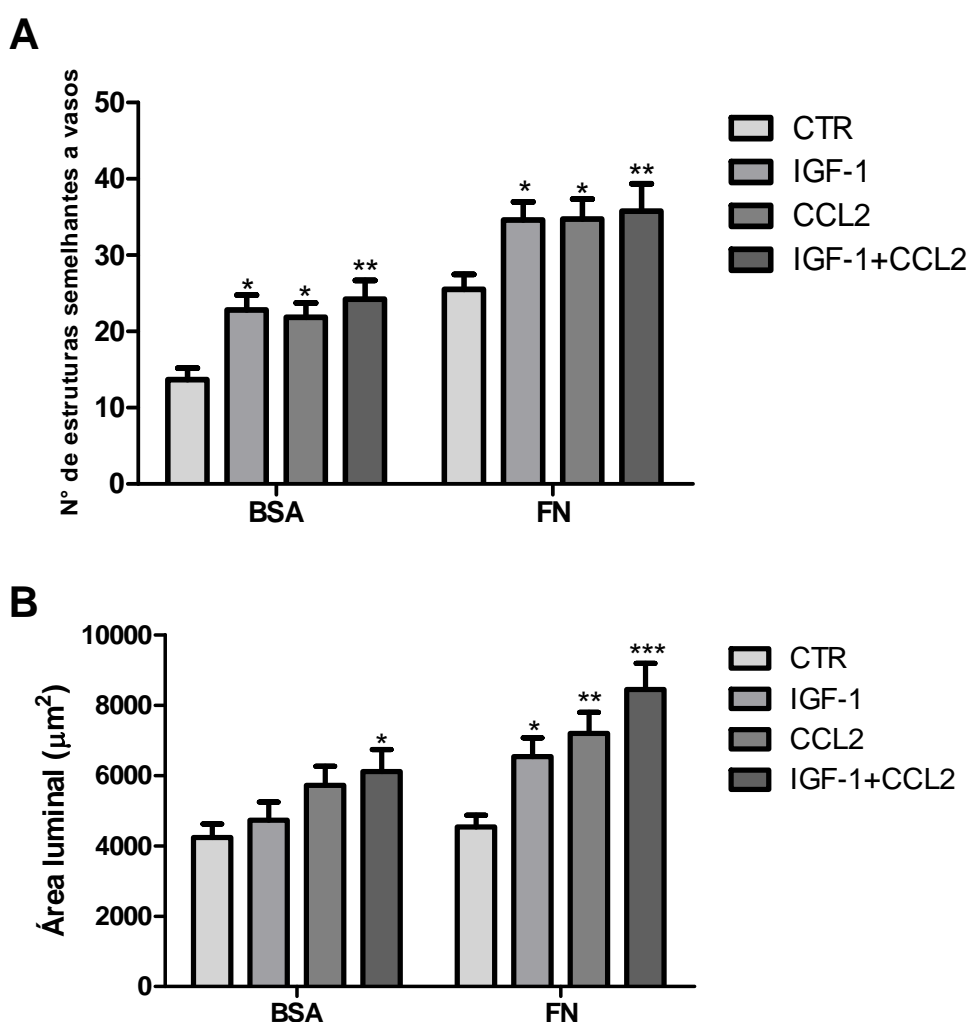 A
N° de estruturas semelhantes a vasos
50
40
30
20
10
0
* * **
* * **
BSA FN
CTR
IGF-1
CCL2
IGF-1+CCL2
B
Área luminal (μm²)
10000
8000
6000
4000
2000
0
*
* ** ***
BSA FN
CTR
IGF-1
CCL2
IGF-1+CCL2